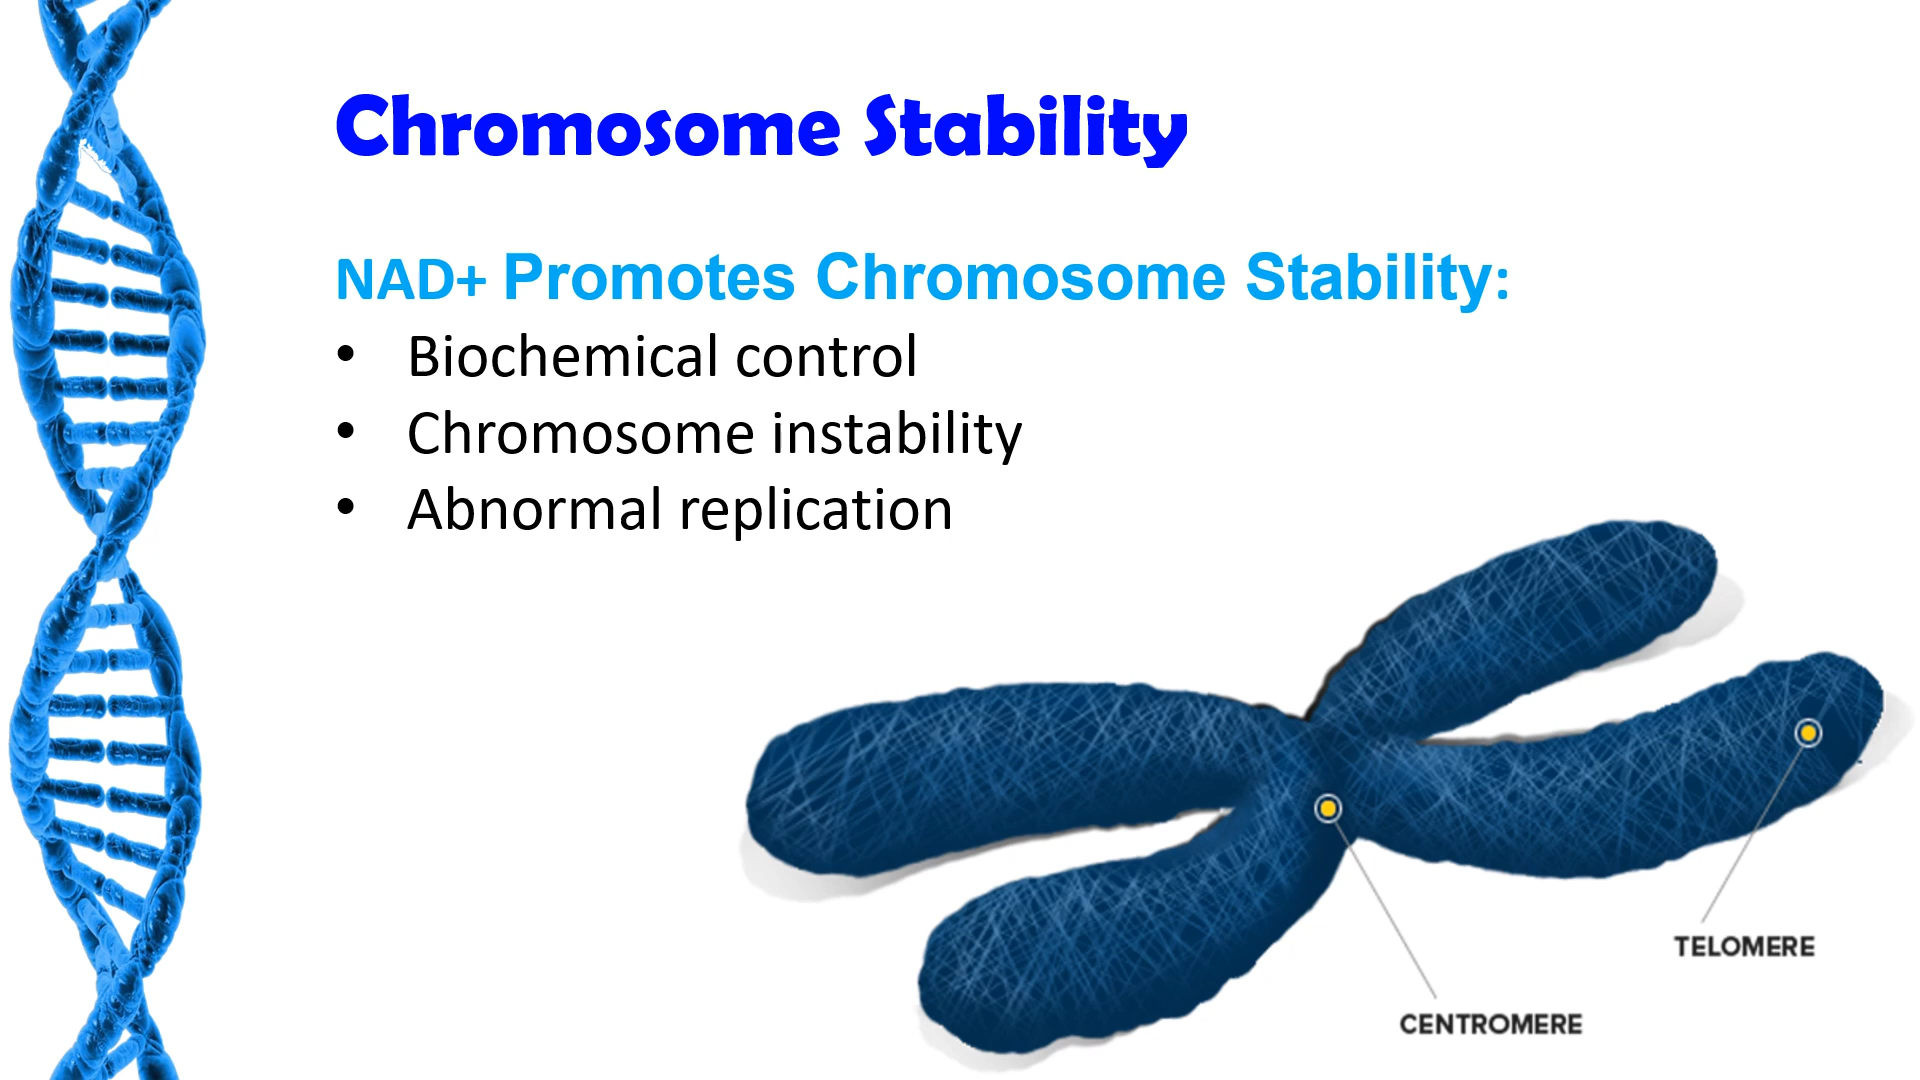 Chromosome Stability
NAD+ Promotes Chromosome Stability:
• Biochemical control
• Chromosome instability
• Abnormal replication
TELOMERE
CENTROMERE